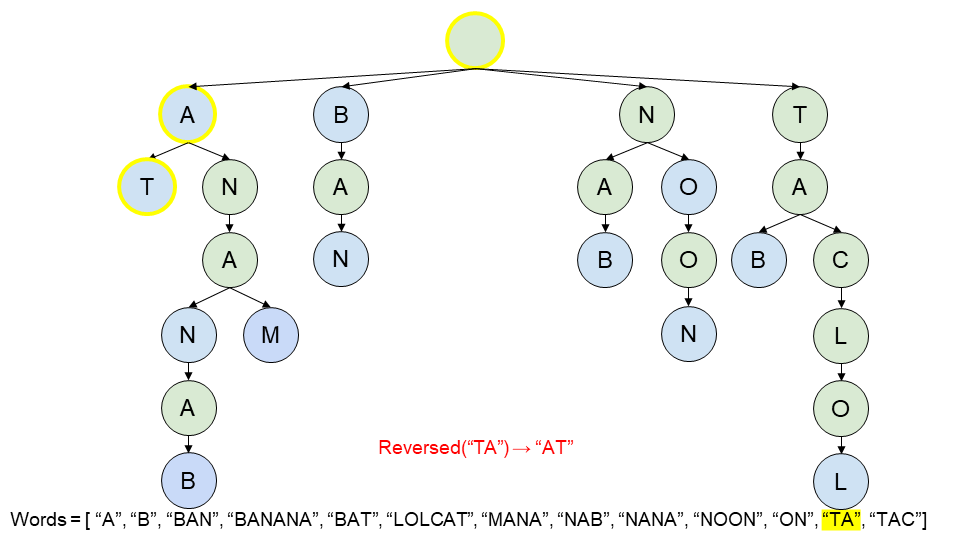 A B N T
T N A A O A
A N B O B C
N M N L
A O
Reversed(“TA”) → “AT”
B L
Words = [ “A”, “B”, “BAN”, “BANANA”, “BAT”, “LOLCAT”, “MANA”, “NAB”, “NANA”, “NOON”, “ON”, “TA”, “TAC”]